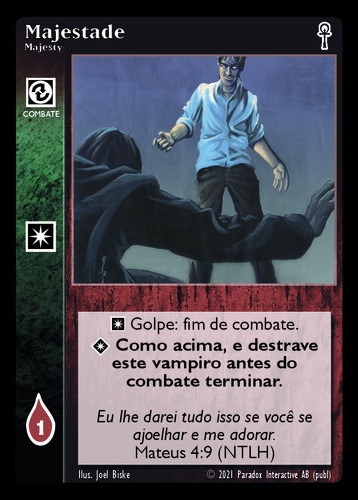 Majestade
Majesty
COMBATE
Golpe: fim de combate.
Como acima, e destrave
este vampiro antes do
combate terminar.
Eu lhe darei tudo isso se você se
ajoelhar e me adorar.
Mateus 4:9 (NTLH)
1
Ilus. Joel Biske © 2021 Paradox Interactive AB (publ)